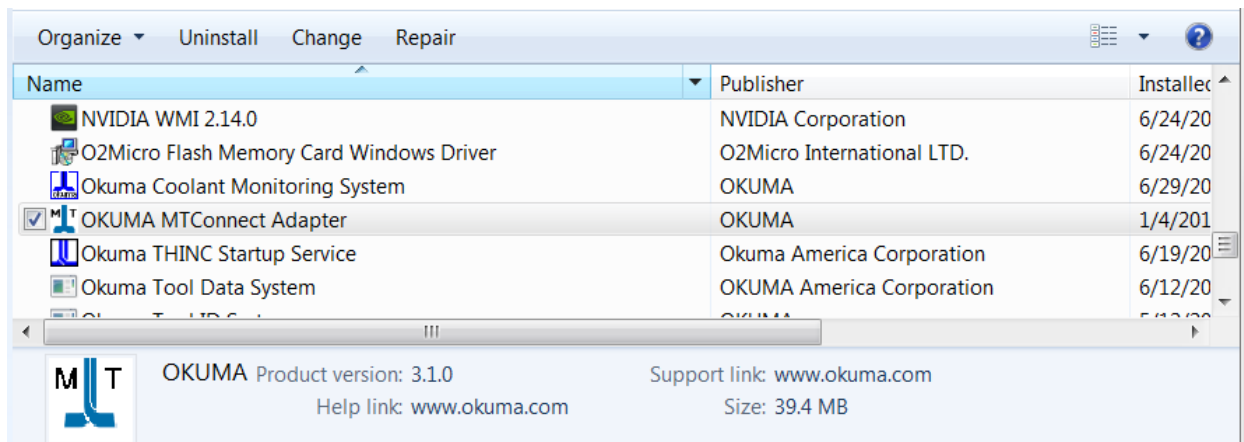 Organize Uninstall Change Repair
Name Publisher Installed
NVIDIA WMI 2.14.0 NVIDIA Corporation 6/24/20
O2Micro Flash Memory Card Windows Driver O2Micro International LTD. 6/24/20
Okuma Coolant Monitoring System OKUMA 6/29/20
OKUMA MTConnect Adapter OKUMA 1/4/201
Okuma THINC Startup Service Okuma America Corporation 6/19/20
Okuma Tool Data System OKUMA America Corporation 6/12/20
M T OKUMA Product version: 3.1.0 Support link: www.okuma.com
Help link: www.okuma.com Size: 39.4 MB